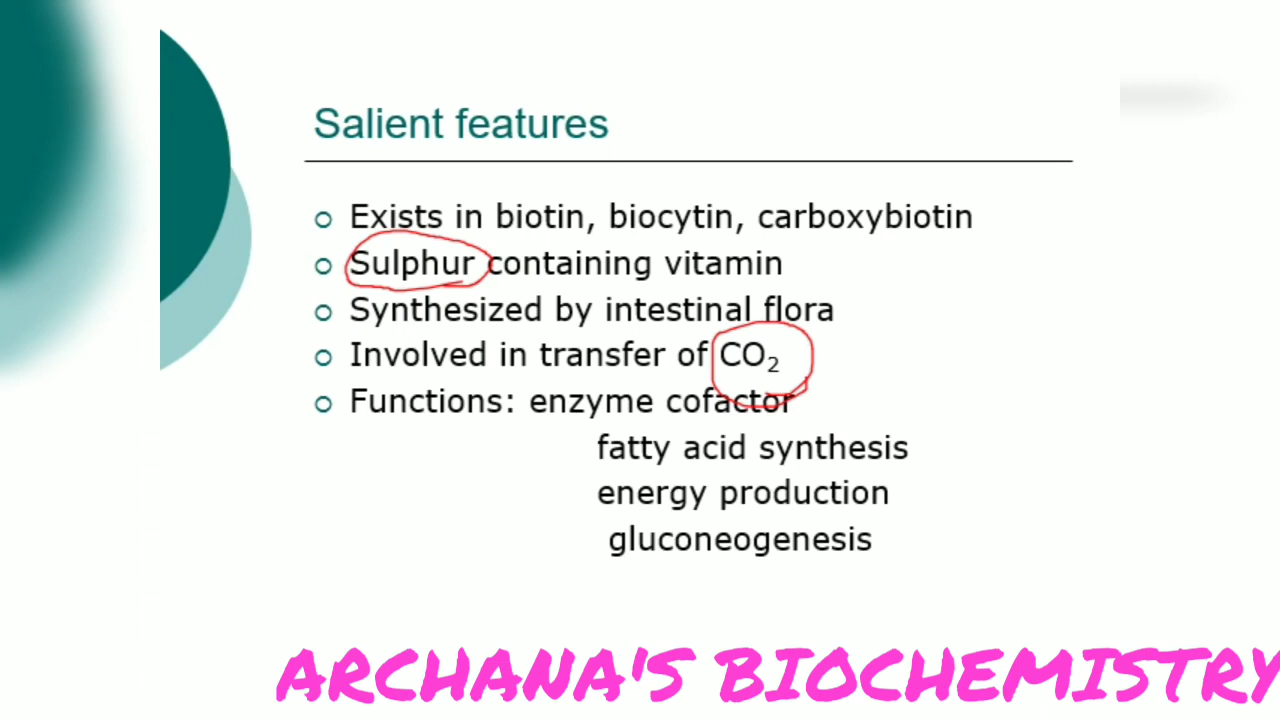 Salient features
Exists in biotin, biocytin, carboxybiotin
Sulphur containing vitamin
Synthesized by intestinal flora
Involved in transfer of CO₂
Functions: enzyme cofactor
fatty acid synthesis
energy production
gluconeogenesis
ARCHANA'S BIOCHEMISTRY